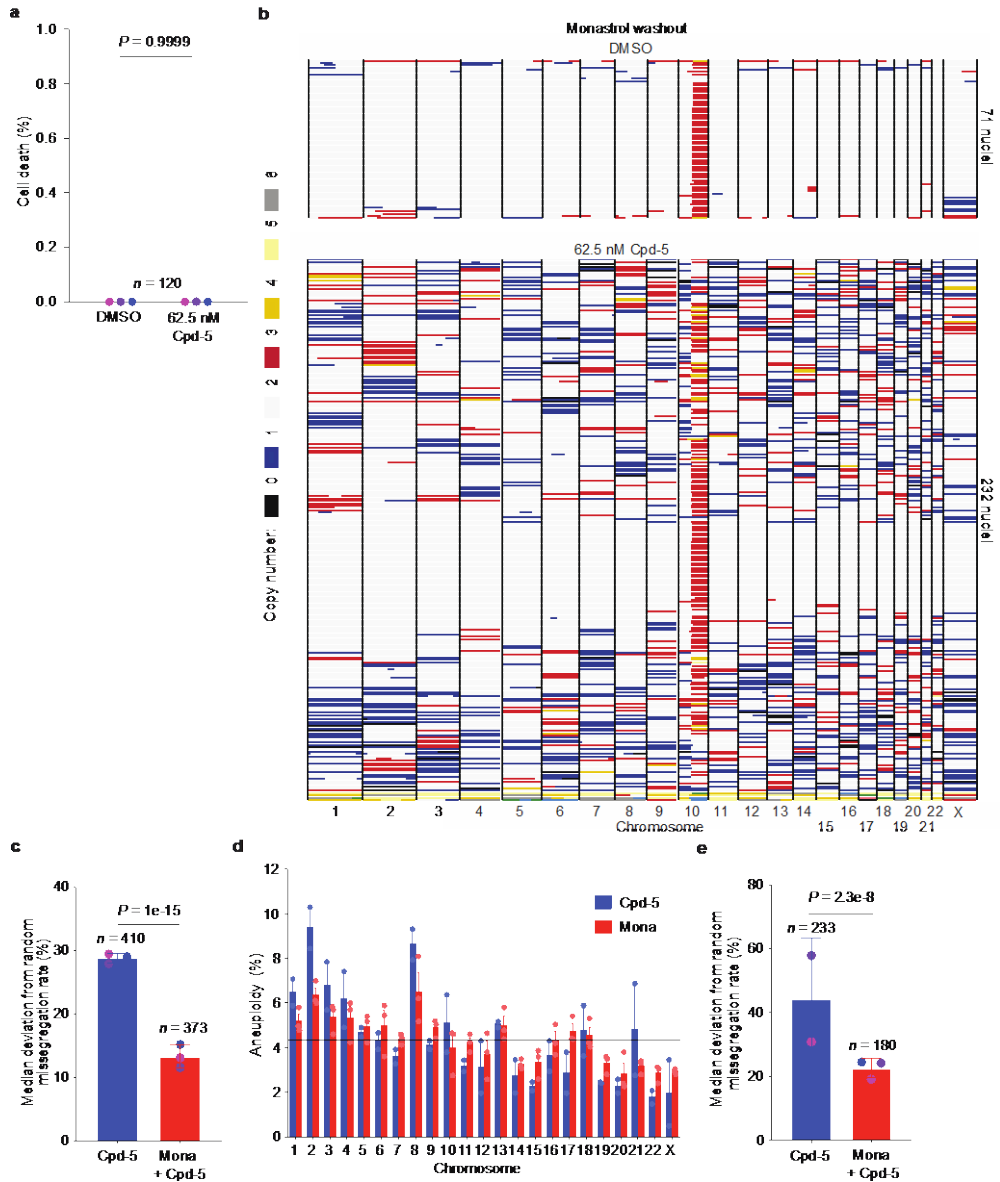 a
P = 0.9999
Cell death (%)
1.0
0.8
0.6
0.4
0.2
0.0
n = 120
DMSO
62.5 nM
Cpd-5
b
Monastrol washout
DMSO
71 nuclei
62.5 nM Cpd-5
232 nuclei
Copy number:
0
1
2
3
4
5
6
1
2
3
4
5
6
7
8
9
10
11
12
13
14
15
16
17
18
19
20
21
22
X
Chromosome
c
Median deviation from random
missegregation rate (%)
40
30
20
10
0
P = 1e-15
n = 410
n = 373
Cpd-5
Mona
+ Cpd-5
d
Aneuploidy (%)
12
10
8
6
4
2
0
Cpd-5
Mona
1 2 3 4 5 6 7 8 9 10 11 12 13 14 15 16 17 18 19 20 21 22 X
Chromosome
e
Median deviation from random
missegregation rate (%)
80
60
40
20
0
P = 2.3e-8
n = 233
n = 180
Cpd-5
Mona
+ Cpd-5